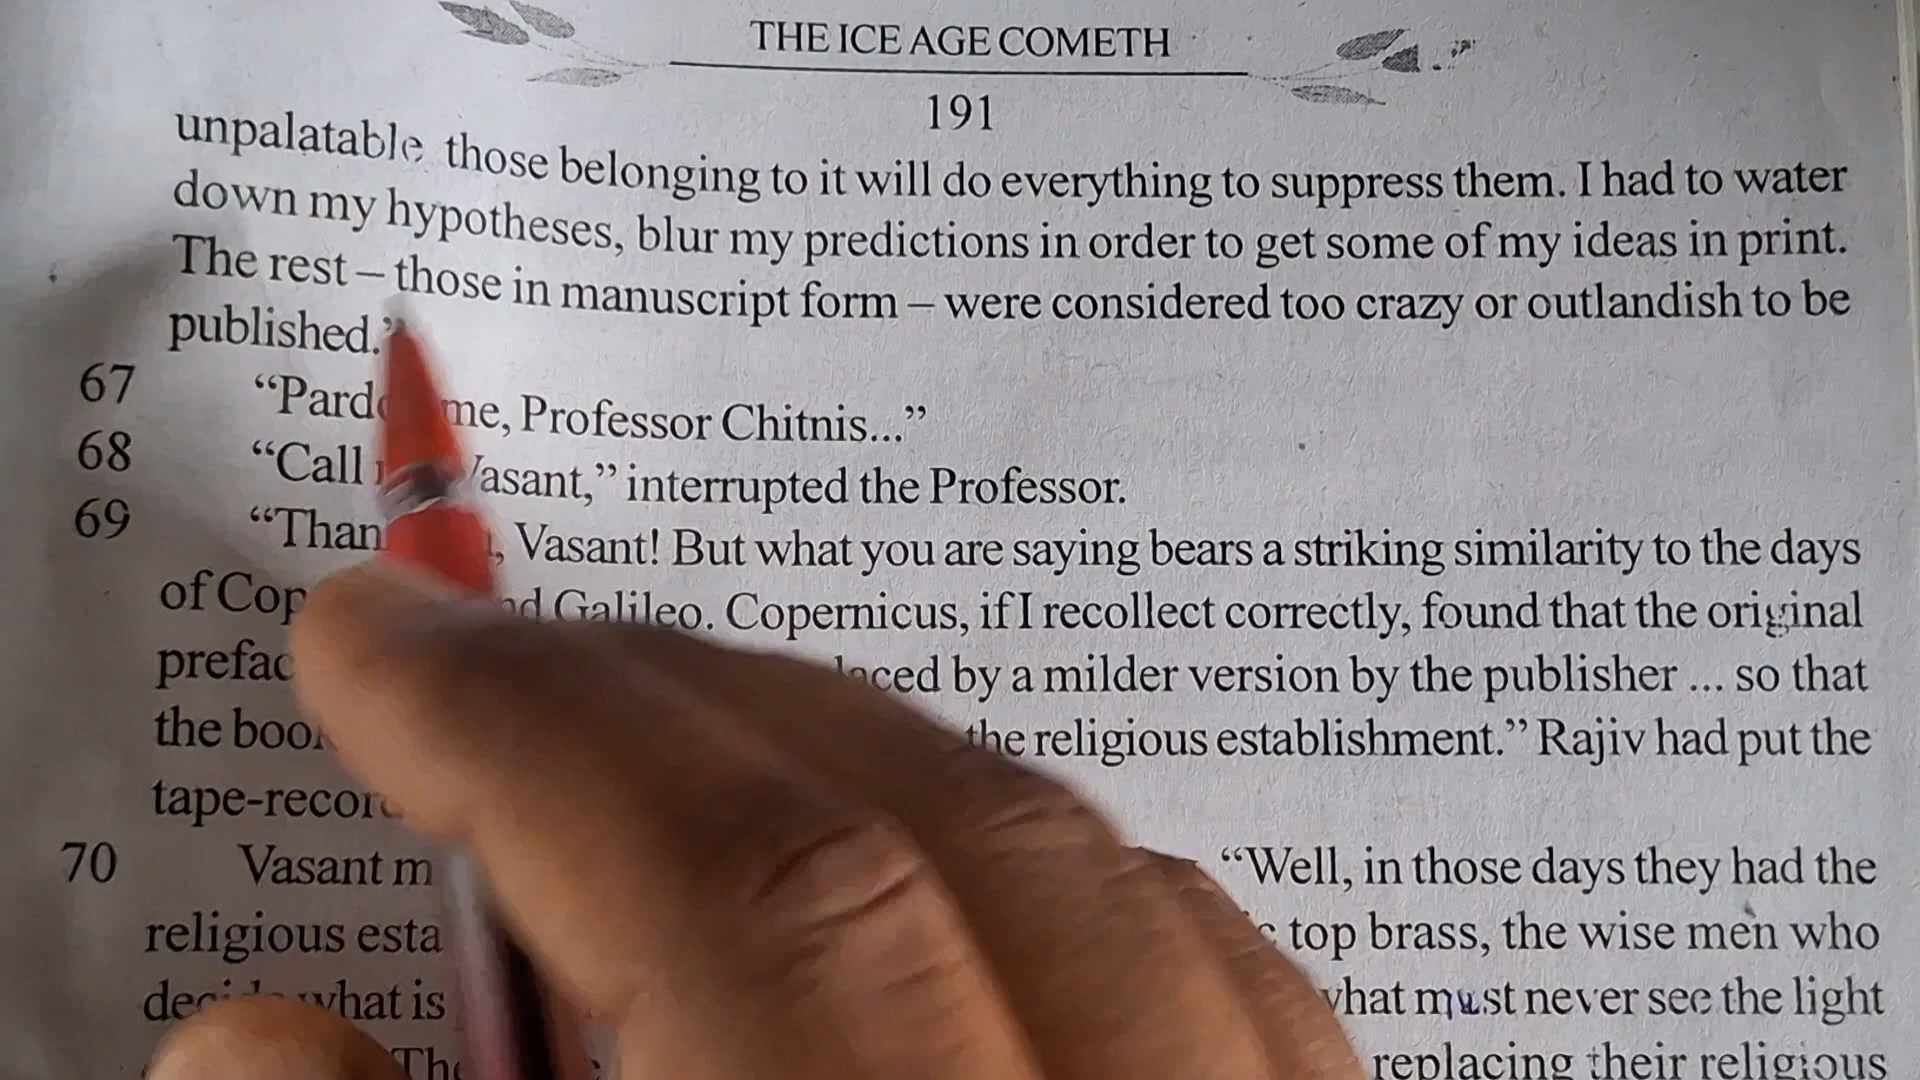 THE ICE AGE COMETH
191
unpalatable those belonging to it will do everything to suppress them. I had to water
down my hypotheses, blur my predictions in order to get some of my ideas in print.
The rest – those in manuscript form – were considered too crazy or outlandish to be
published.”
67 me, Professor Chitnis...”
68 “Call Vasant,” interrupted the Professor.
69 “Than , Vasant! But what you are saying bears a striking similarity to the days
of Cop nd Galileo. Copernicus, if I recollect correctly, found that the original
prefac laced by a milder version by the publisher ... so that
the boo the religious establishment.” Rajiv had put the
tape-recor
70 Vasant m “Well, in those days they had the
religious esta top brass, the wise men who
what is what must never see the light
replacing their religious